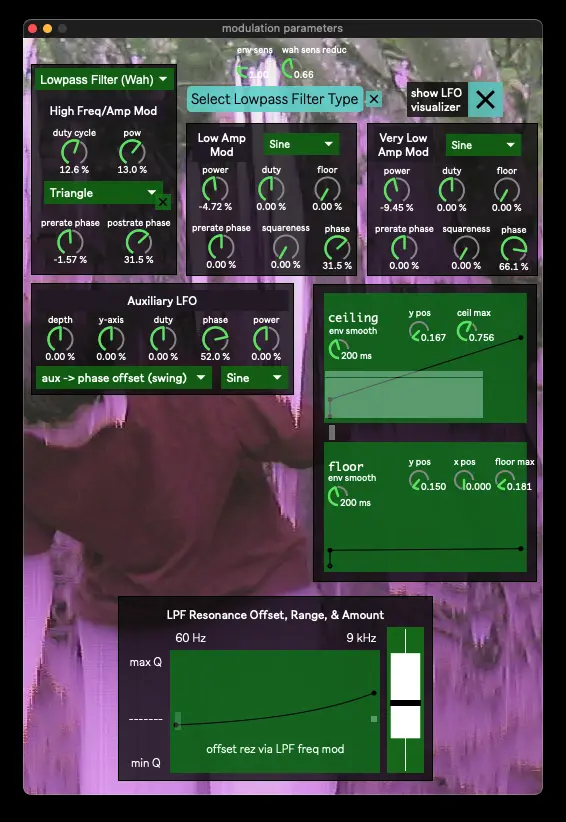 modulation parameters
env sens
wah sens reduc
1.00
0.66
Lowpass Filter (Wah)
Select Lowpass Filter Type
show LFO
visualizer
High Freq/Amp Mod
duty cycle
pow
12.6 %
13.0 %
Triangle
prerate phase
postrate phase
-1.57 %
31.5 %
Low Amp
Mod
Sine
power
duty
floor
-4.72 %
0.00 %
0.00 %
prerate phase
squareness
phase
0.00 %
0.00 %
31.5 %
Very Low
Amp Mod
Sine
power
duty
floor
-9.45 %
0.00 %
0.00 %
prerate phase
squareness
phase
0.00 %
0.00 %
66.1 %
Auxiliary LFO
depth
y-axis
duty
phase
power
0.00 %
0.00 %
0.00 %
52.0 %
0.00 %
aux -> phase offset (swing)
Sine
ceiling
env smooth
200 ms
y pos
ceil max
0.167
0.756
floor
env smooth
200 ms
y pos
x pos
floor max
0.150
0.000
0.181
LPF Resonance Offset, Range, & Amount
60 Hz
9 kHz
max Q
-------
min Q
offset rez via LPF freq mod